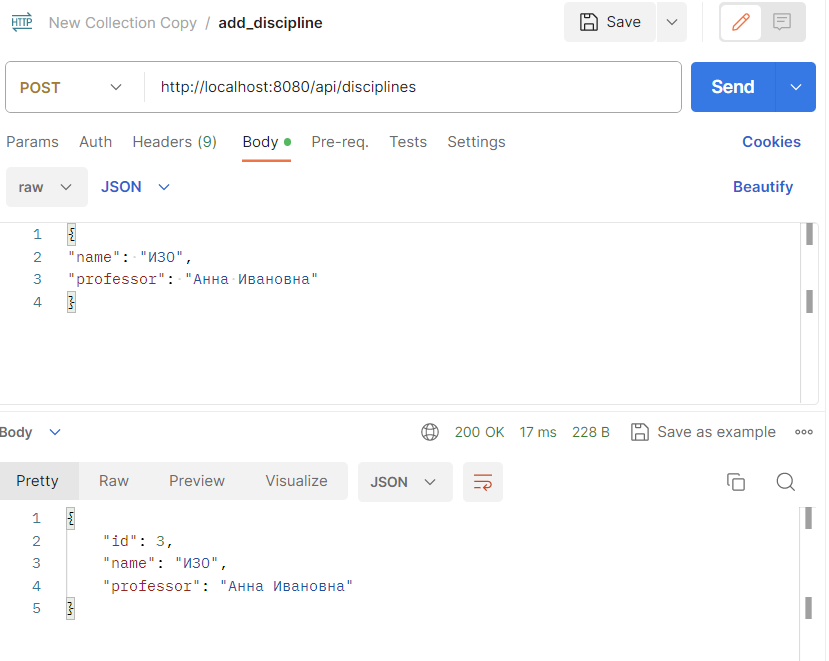 HTTP New Collection Copy / add_discipline Save
POST http://localhost:8080/api/disciplines Send
Params Auth Headers (9) Body Pre-req. Tests Settings Cookies
raw JSON Beautify
1 {
2 "name": "ИЗО",
3 "professor": "Анна Ивановна"
4 }
Body 200 OK 17 ms 228 B Save as example
Pretty Raw Preview Visualize JSON
1 {
2 "id": 3,
3 "name": "ИЗО",
4 "professor": "Анна Ивановна"
5 }